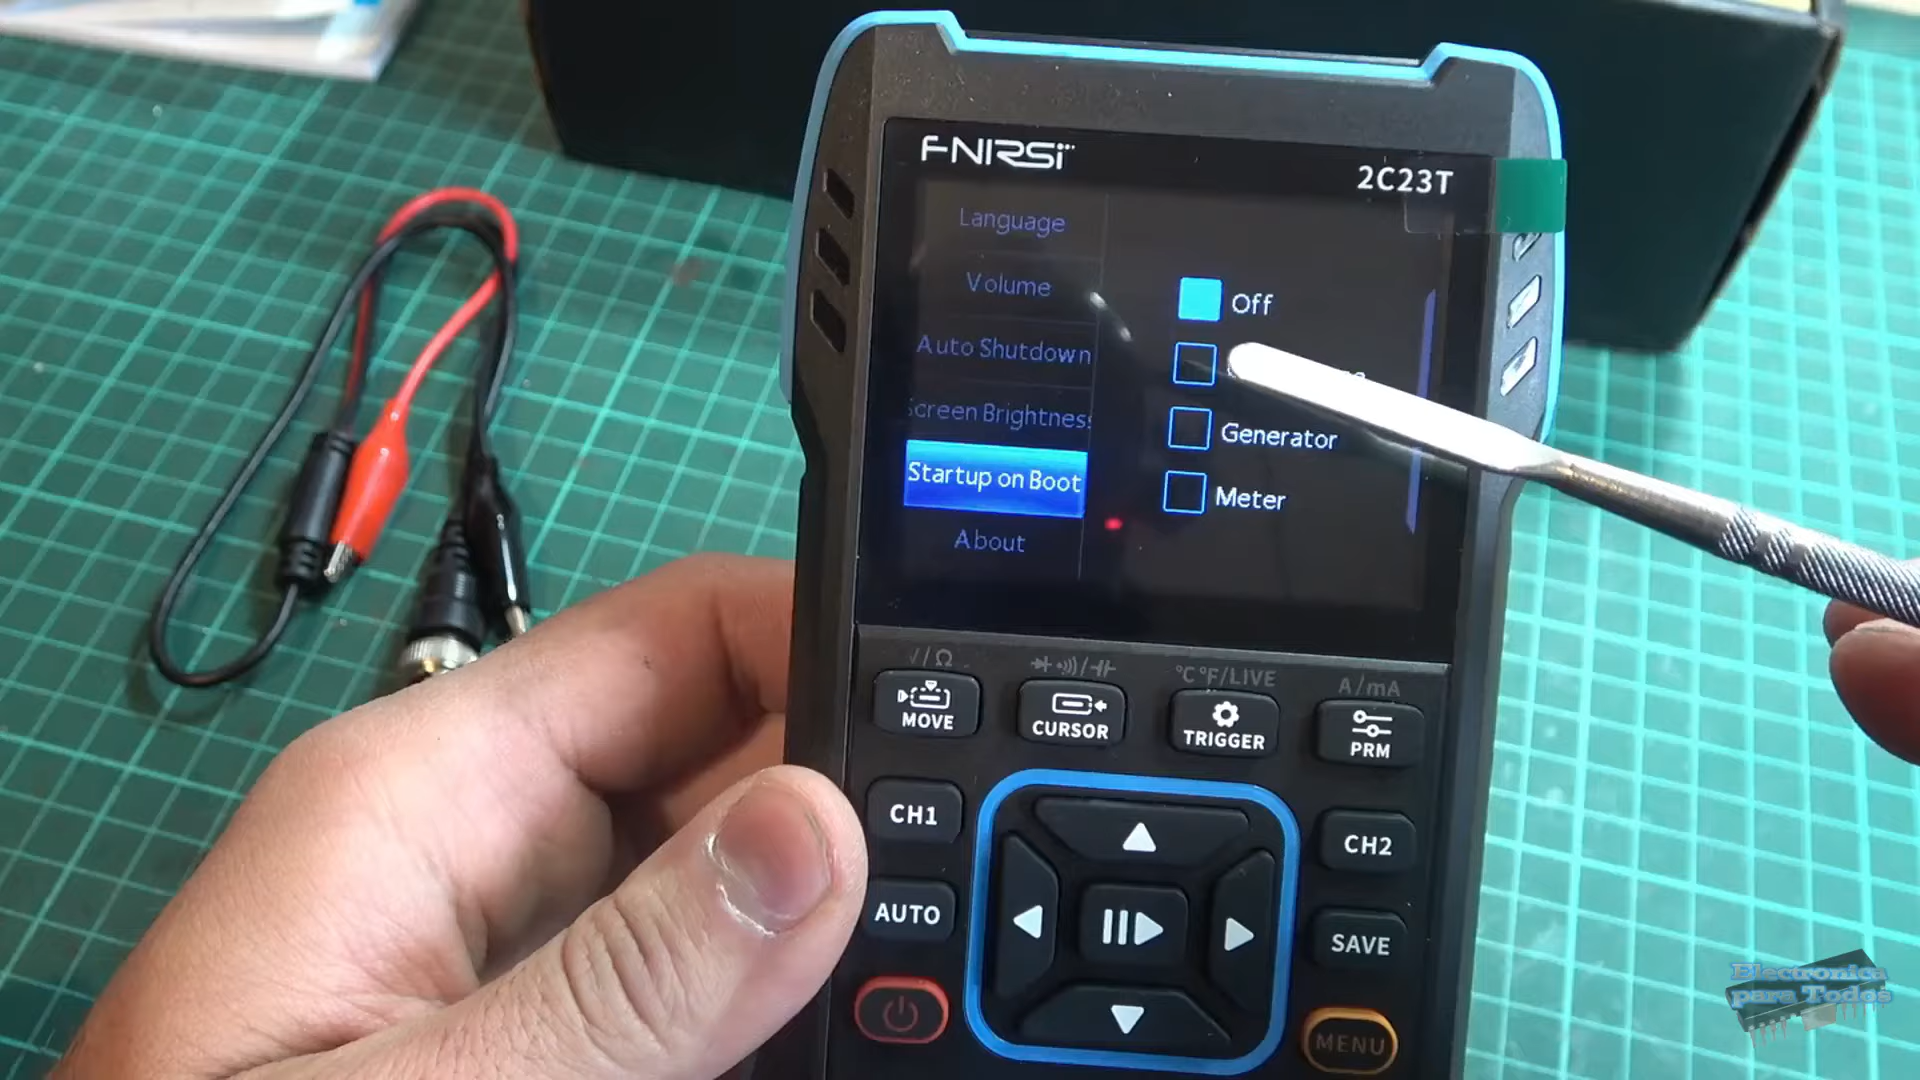 FNIRSI
2C23T
Language
Volume
Auto Shutdown
Screen Brightness
Startup on Boot
About
Off
Generator
Meter
√/Ω
°C °F/LIVE
A/mA
MOVE
CURSOR
TRIGGER
PRM
CH1
CH2
AUTO
SAVE
MENU
Electronica
para Todos